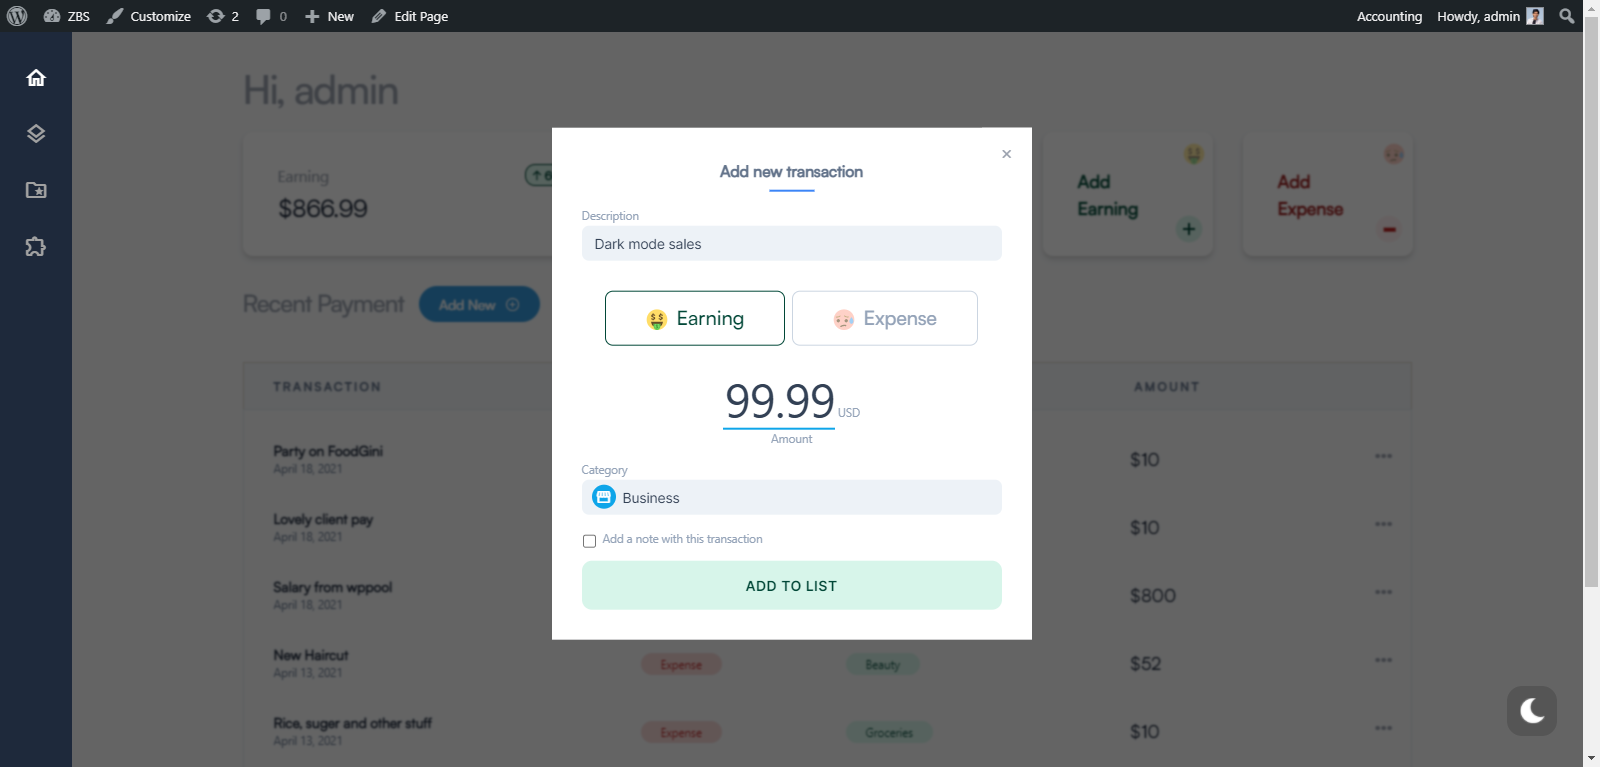 ZBS Customize 2 0 New Edit Page Accounting Howdy, admin
Hi, admin
Earning
$866.99
Add
Earning
Add
Expense
Recent Payment Add New
TRANSACTION AMOUNT
Party on FoodGini
April 18, 2021
$10
Lovely client pay
April 18, 2021
$10
Salary from wppool
April 18, 2021
$800
New Haircut
April 13, 2021
Expense Beauty $52
Rice, suger and other stuff
April 13, 2021
Expense Groceries $10
Add new transaction
Description
Dark mode sales
Earning Expense
99.99 USD
Amount
Category
Business
Add a note with this transaction
ADD TO LIST